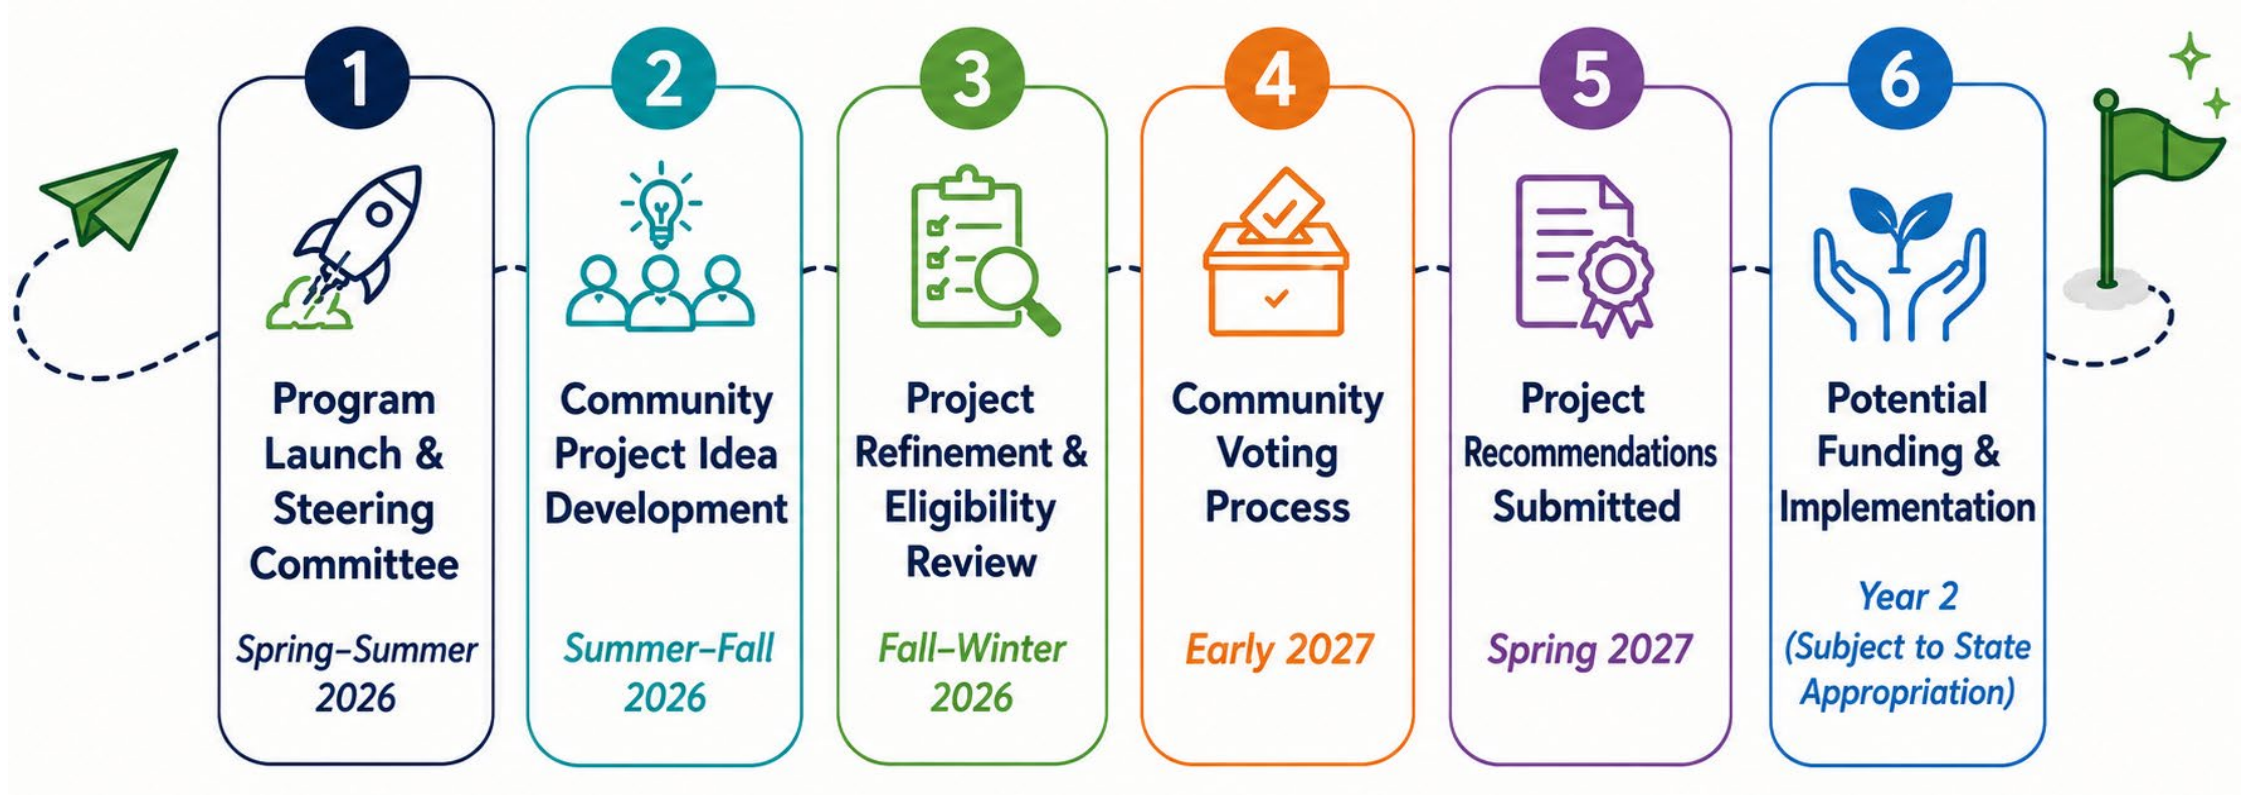 1
Program
Launch &
Steering
Committee
Spring–Summer
2026
2
Community
Project Idea
Development
Summer–Fall
2026
3
Project
Refinement &
Eligibility
Review
Fall–Winter
2026
4
Community
Voting
Process
Early 2027
5
Project
Recommendations
Submitted
Spring 2027
6
Potential
Funding &
Implementation
Year 2
(Subject to State
Appropriation)